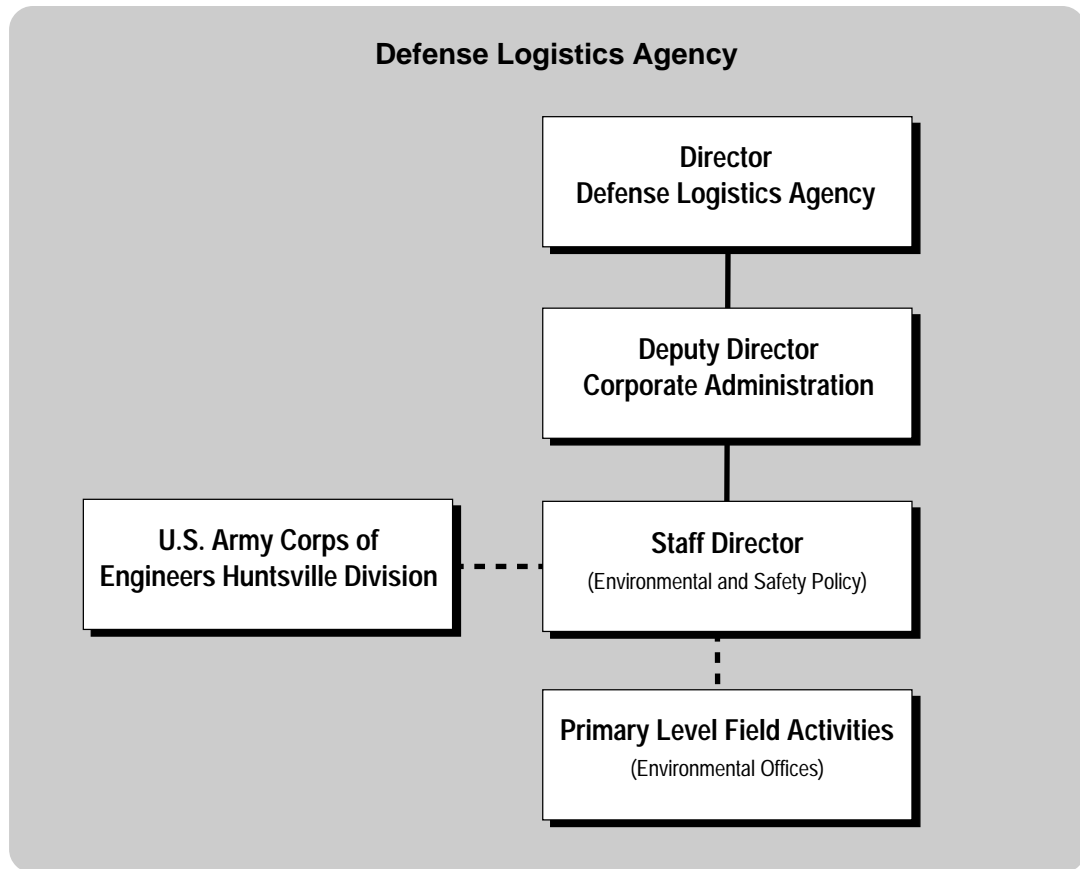 Defense Logistics Agency
Director
Defense Logistics Agency
Deputy Director
Corporate Administration
U.S. Army Corps of
Engineers Huntsville Division
Staff Director
(Environmental and Safety Policy)
Primary Level Field Activities
(Environmental Offices)